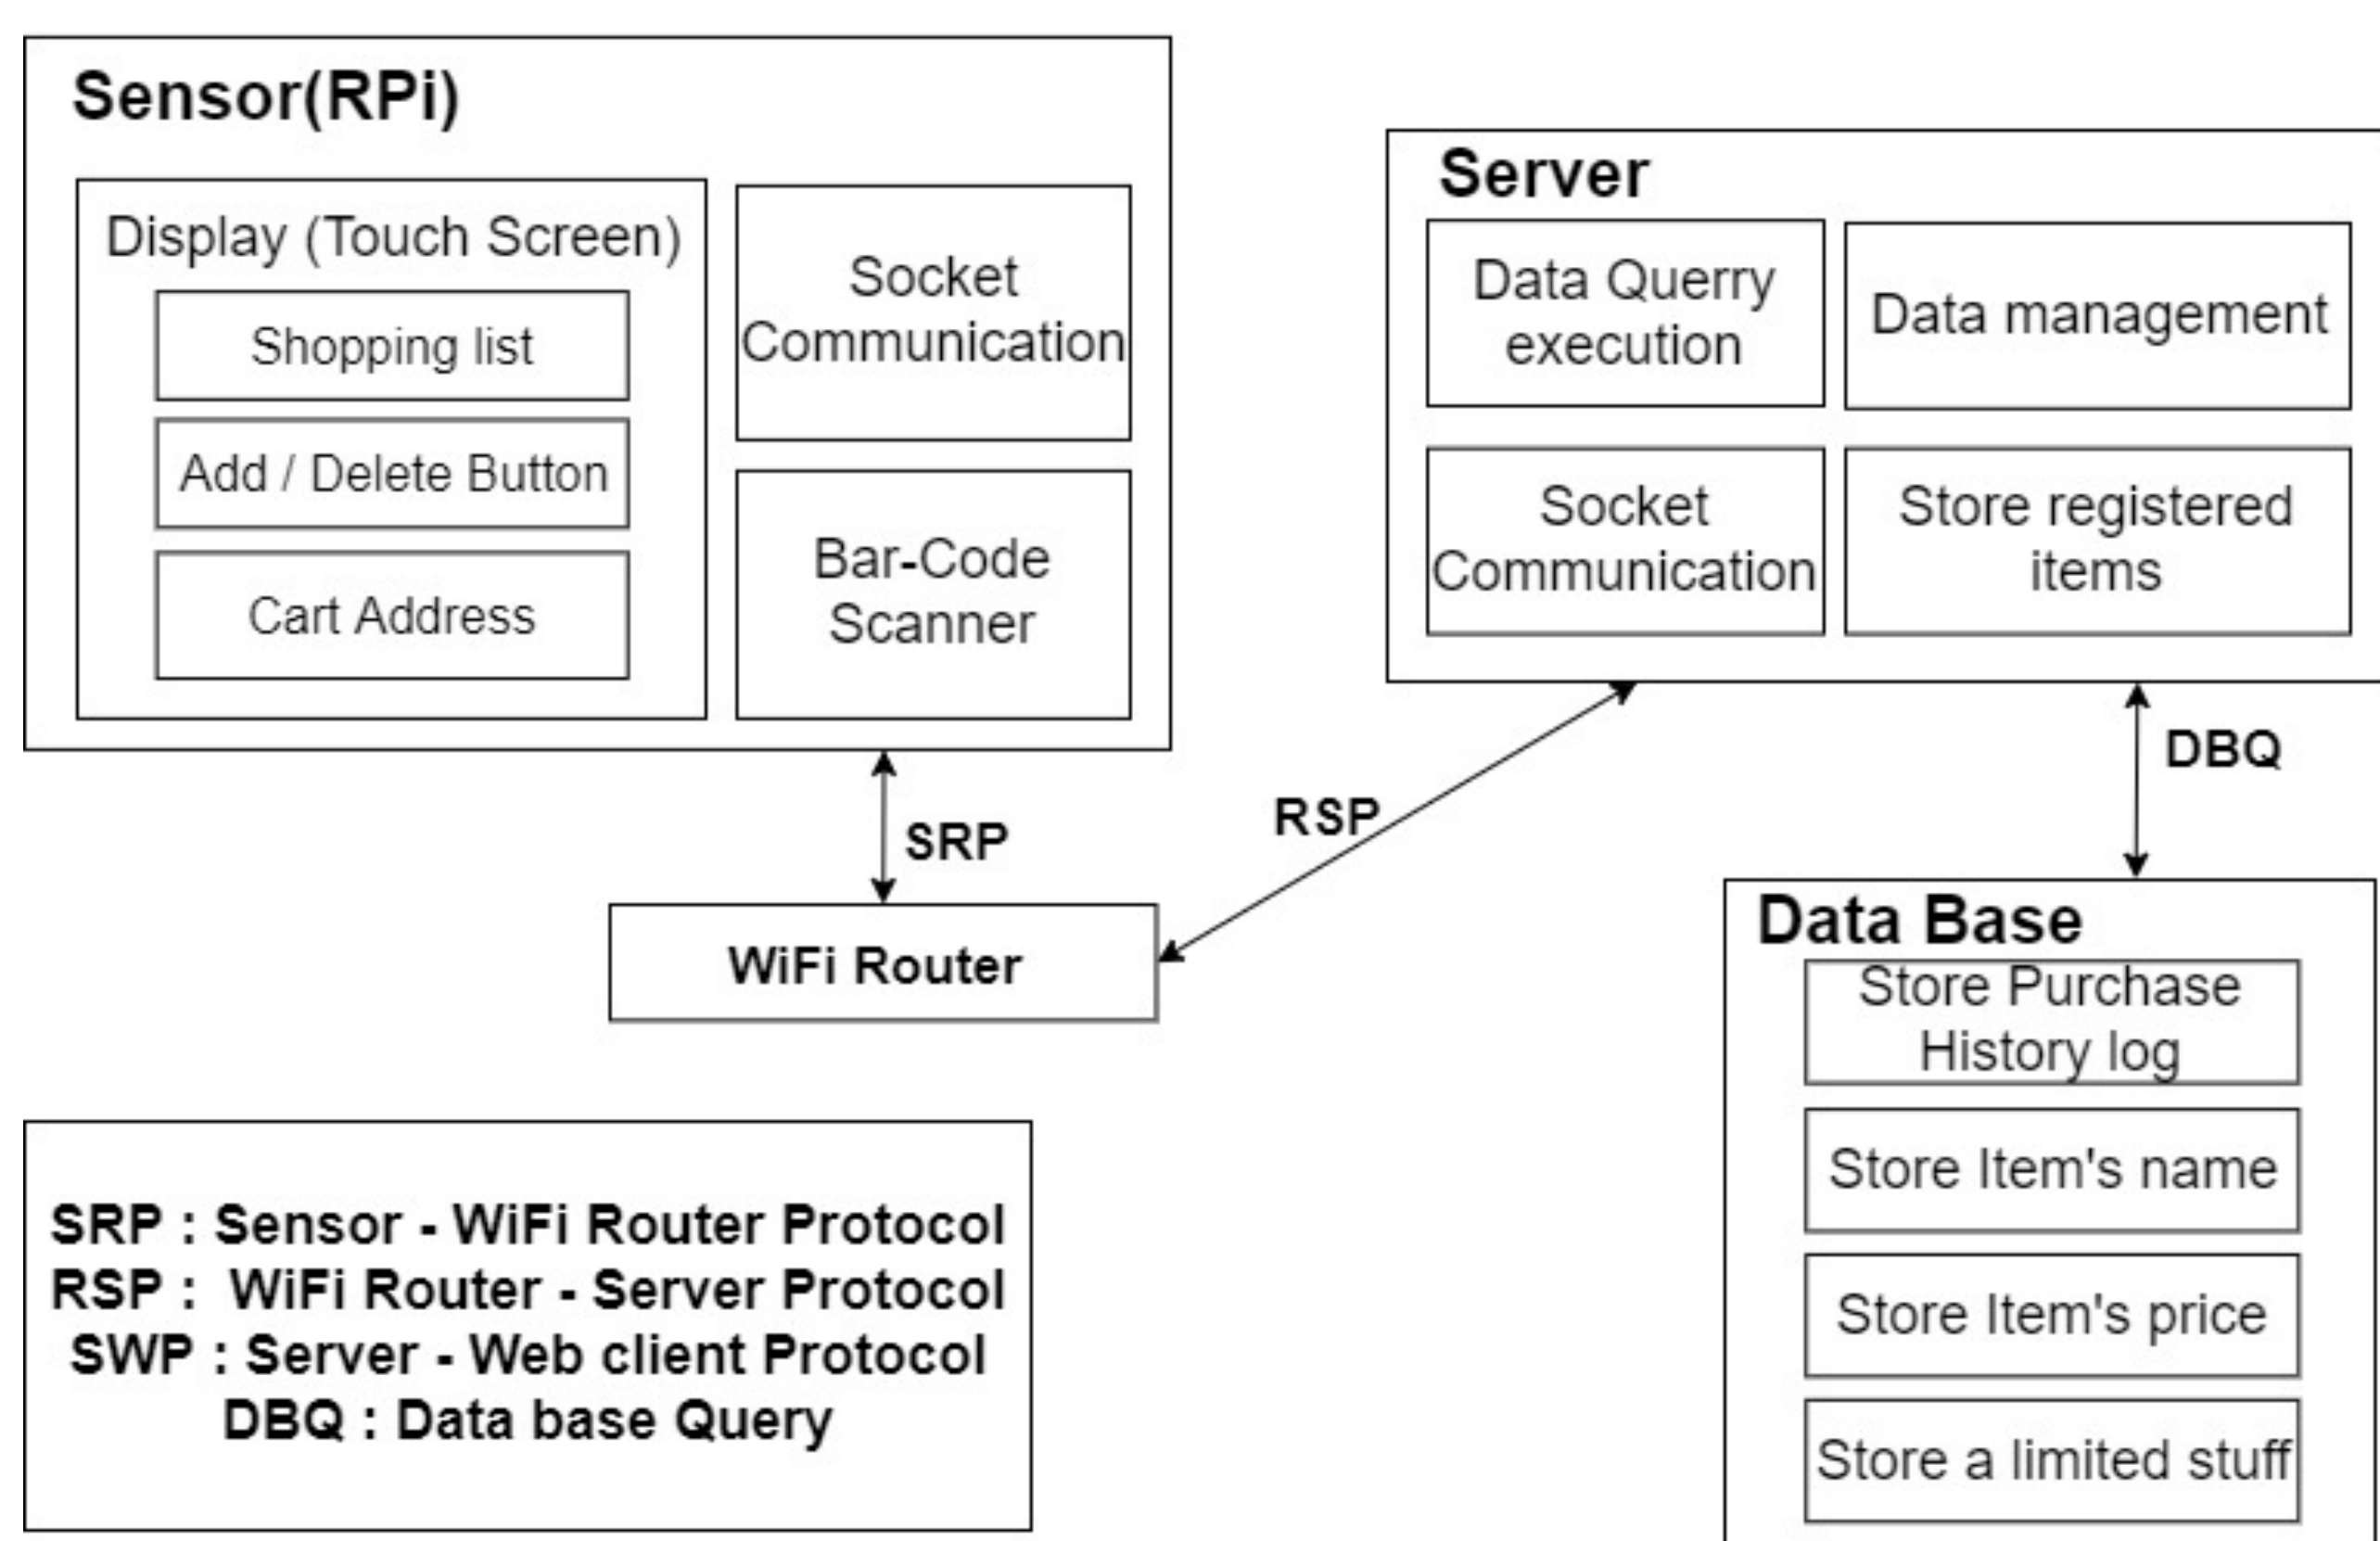 Sensor(RPi)
Display (Touch Screen)
Shopping list
Add / Delete Button
Cart Address
Socket
Communication
Bar-Code
Scanner
Server
Data Querry
execution
Data management
Socket
Communication
Store registered
items
SRP
RSP
DBQ
WiFi Router
Data Base
Store Purchase
History log
Store Item's name
Store Item's price
Store a limited stuff
SRP : Sensor - WiFi Router Protocol
RSP : WiFi Router - Server Protocol
SWP : Server - Web client Protocol
DBQ : Data base Query